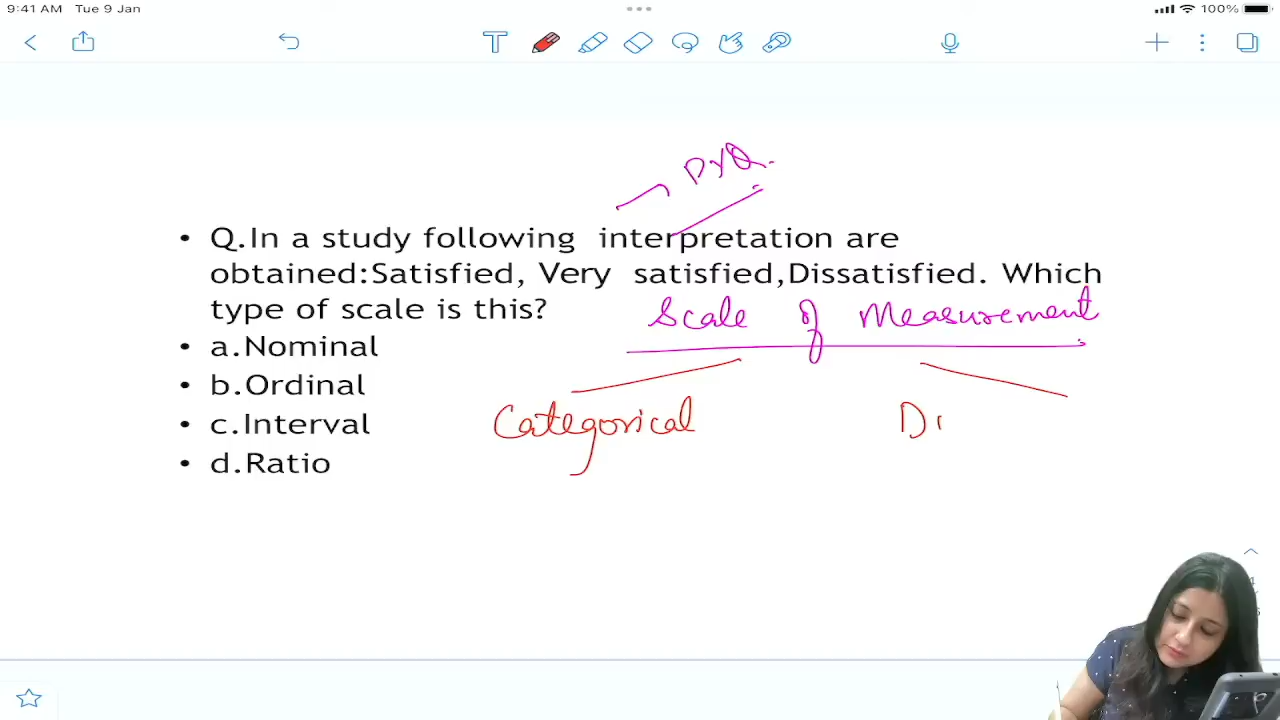 9:41 AM Tue 9 Jan
100%
PYQ.
• Q.In a study following interpretation are
obtained:Satisfied, Very satisfied,Dissatisfied. Which
type of scale is this?
Scale of Measurement
• a.Nominal
• b.Ordinal
• c.Interval
• d.Ratio
Categorical
Di